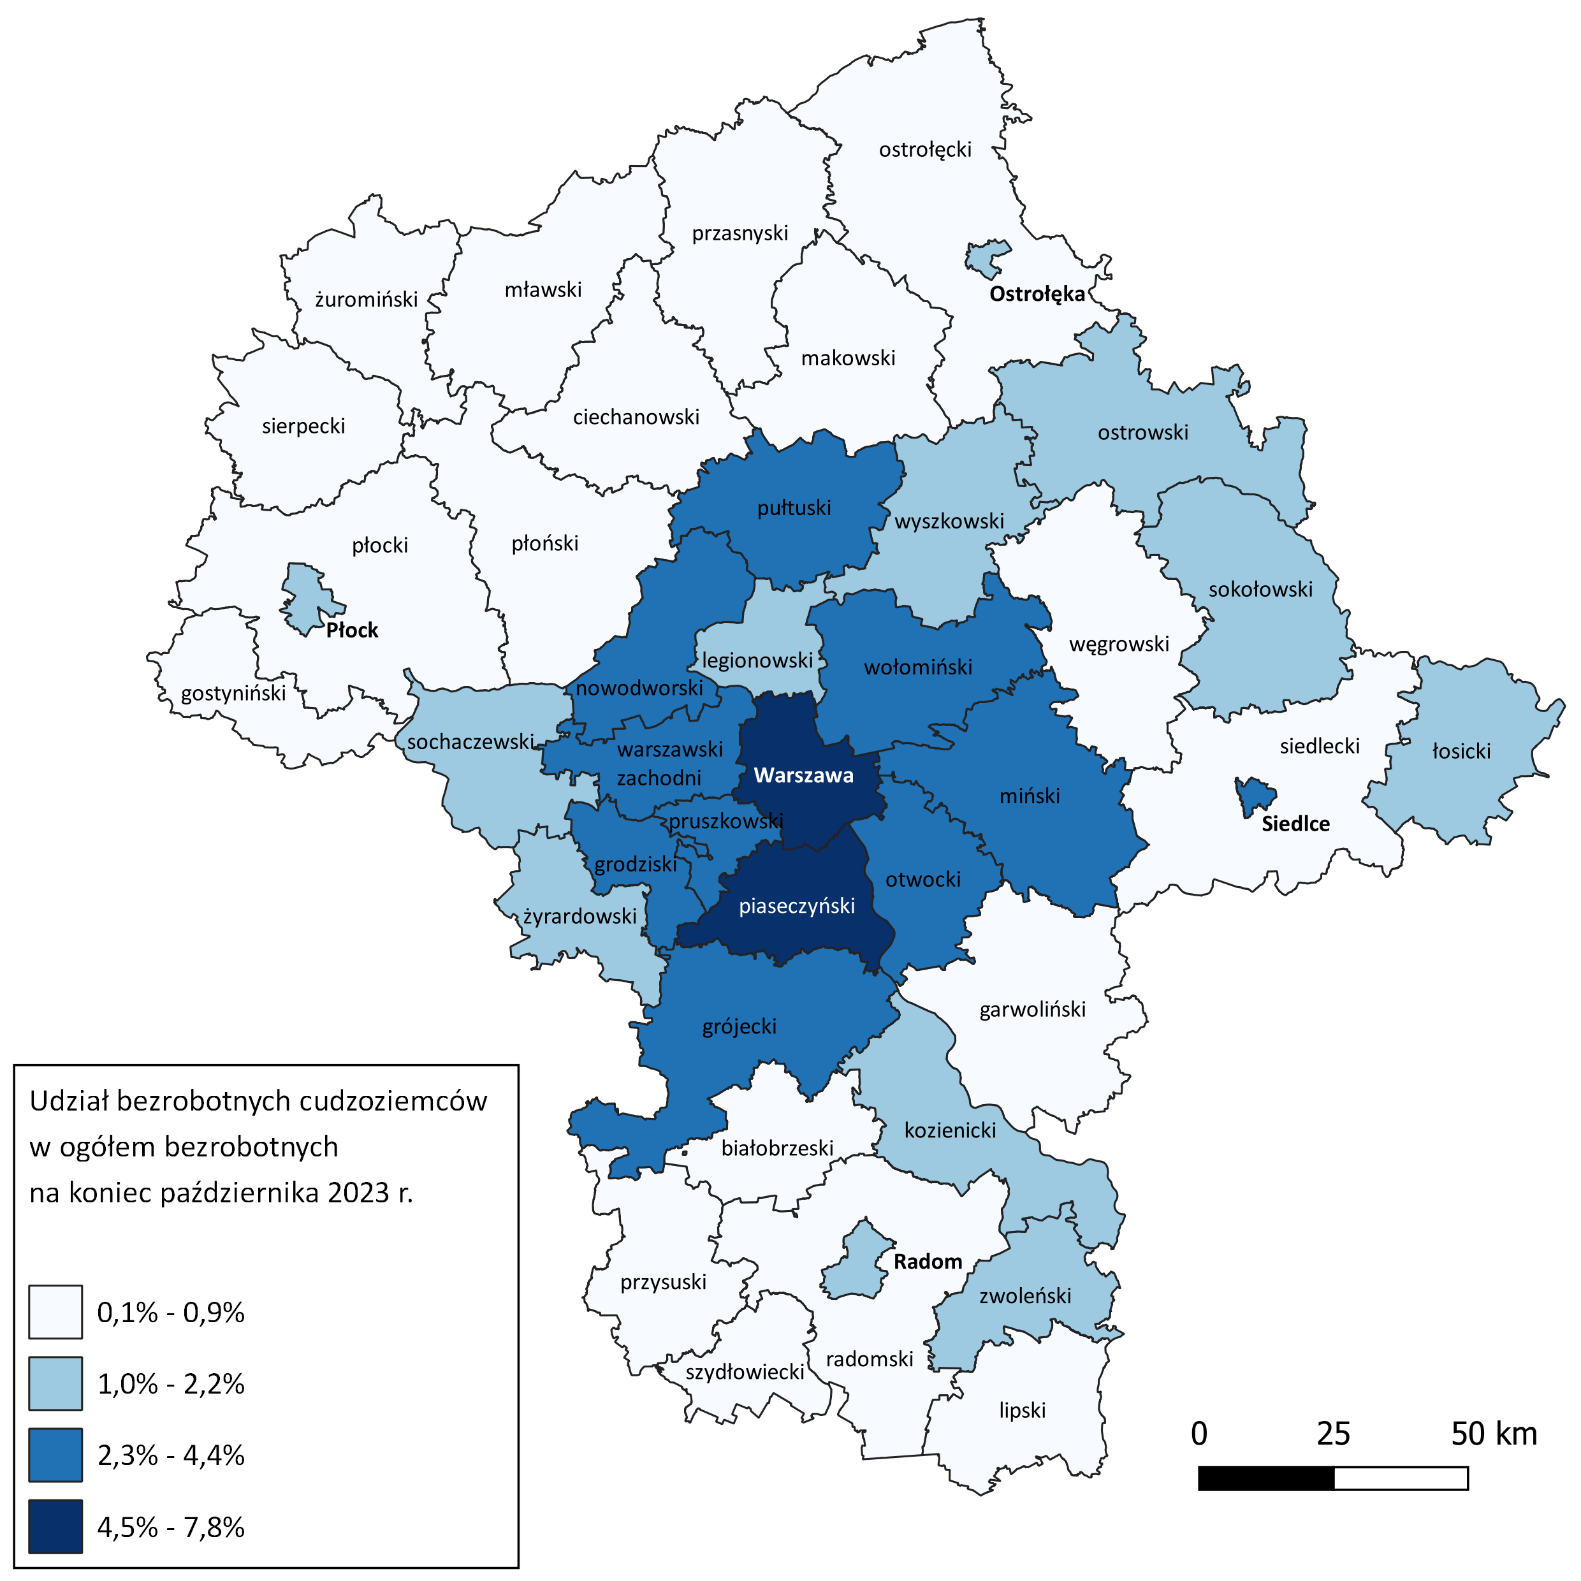 ostrołęcki
przasnyski
Ostrołęka
mławski
żuromiński
makowski
ciechanowski
sierpecki
ostrowski
pułtuski
wyszkowski
płocki
płoński
sokołowski
Płock
węgrowski
legionowski
wołomiński
nowodworski
gostyniński
sochaczewski
warszawski
zachodni
siedlecki
łosicki
Warszawa
miński
pruszkowski
Siedlce
grodziski
otwocki
piaseczyński
żyrardowski
garwoliński
grójecki
kozienicki
białobrzeski
Radom
przysuski
zwoleński
radomski
szydłowiecki
lipski
Udział bezrobotnych cudzoziemców
w ogółem bezrobotnych
na koniec października 2023 r.
0,1% - 0,9%
1,0% - 2,2%
2,3% - 4,4%
4,5% - 7,8%
0 25 50 km